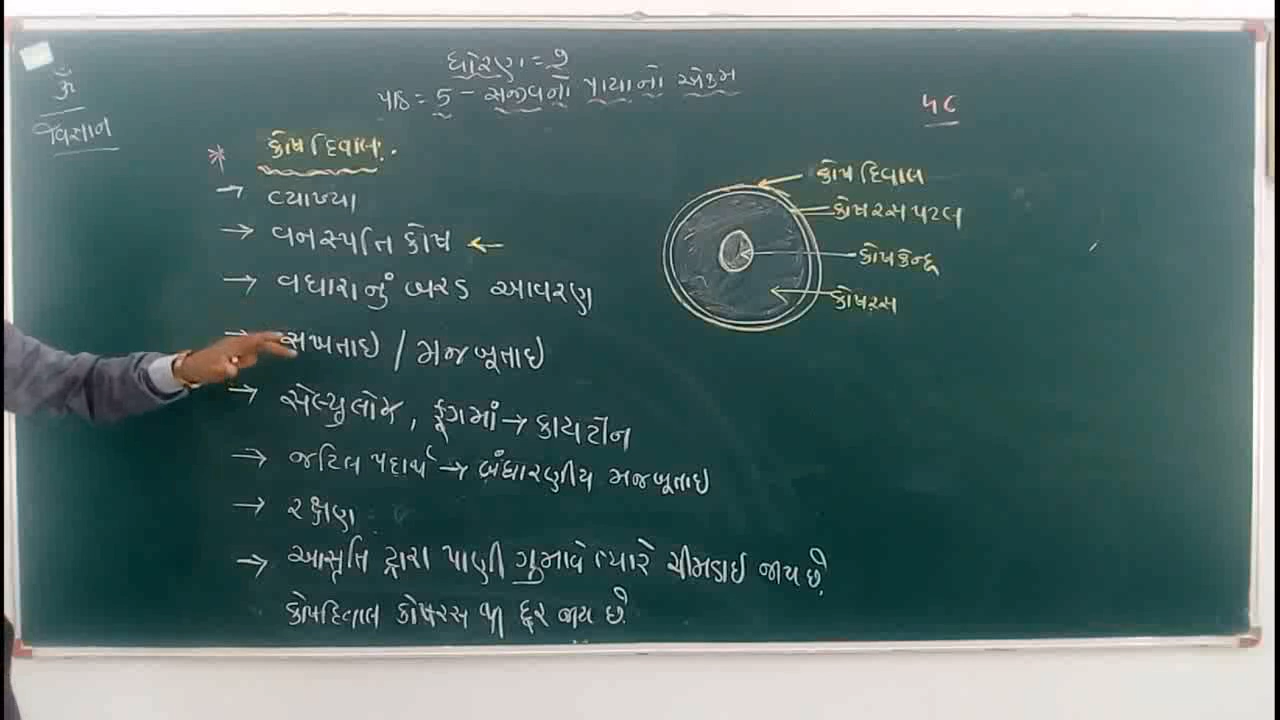 ૐ
વિજ્ઞાન
ધોરણ = ૭
પાઠ = 5 - સજીવનો પાયાનો એકમ
૫૮
* કોષ દિવાલ.
→ વ્યાખ્યા
→ વનસ્પતિ કોષ ←
→ વધારાનું બરડ આવરણ
→ સખતાઇ / મજબૂતાઇ
→ સેલ્યુલોઝ, ફૂગમાં → કાયટીન
→ જટિલ પદાર્થ → બંધારણીય મજબૂતાઇ
→ રક્ષણ
→ આસૃતિ દ્વારા પાણી ગુમાવે ત્યારે ચીમડાઇ જાય છે.
કોષદિવાલ કોષરસ થી દૂર જાય છે.
કોષ દિવાલ
કોષરસ પટલ
કોષકેન્દ્ર
કોષરસ